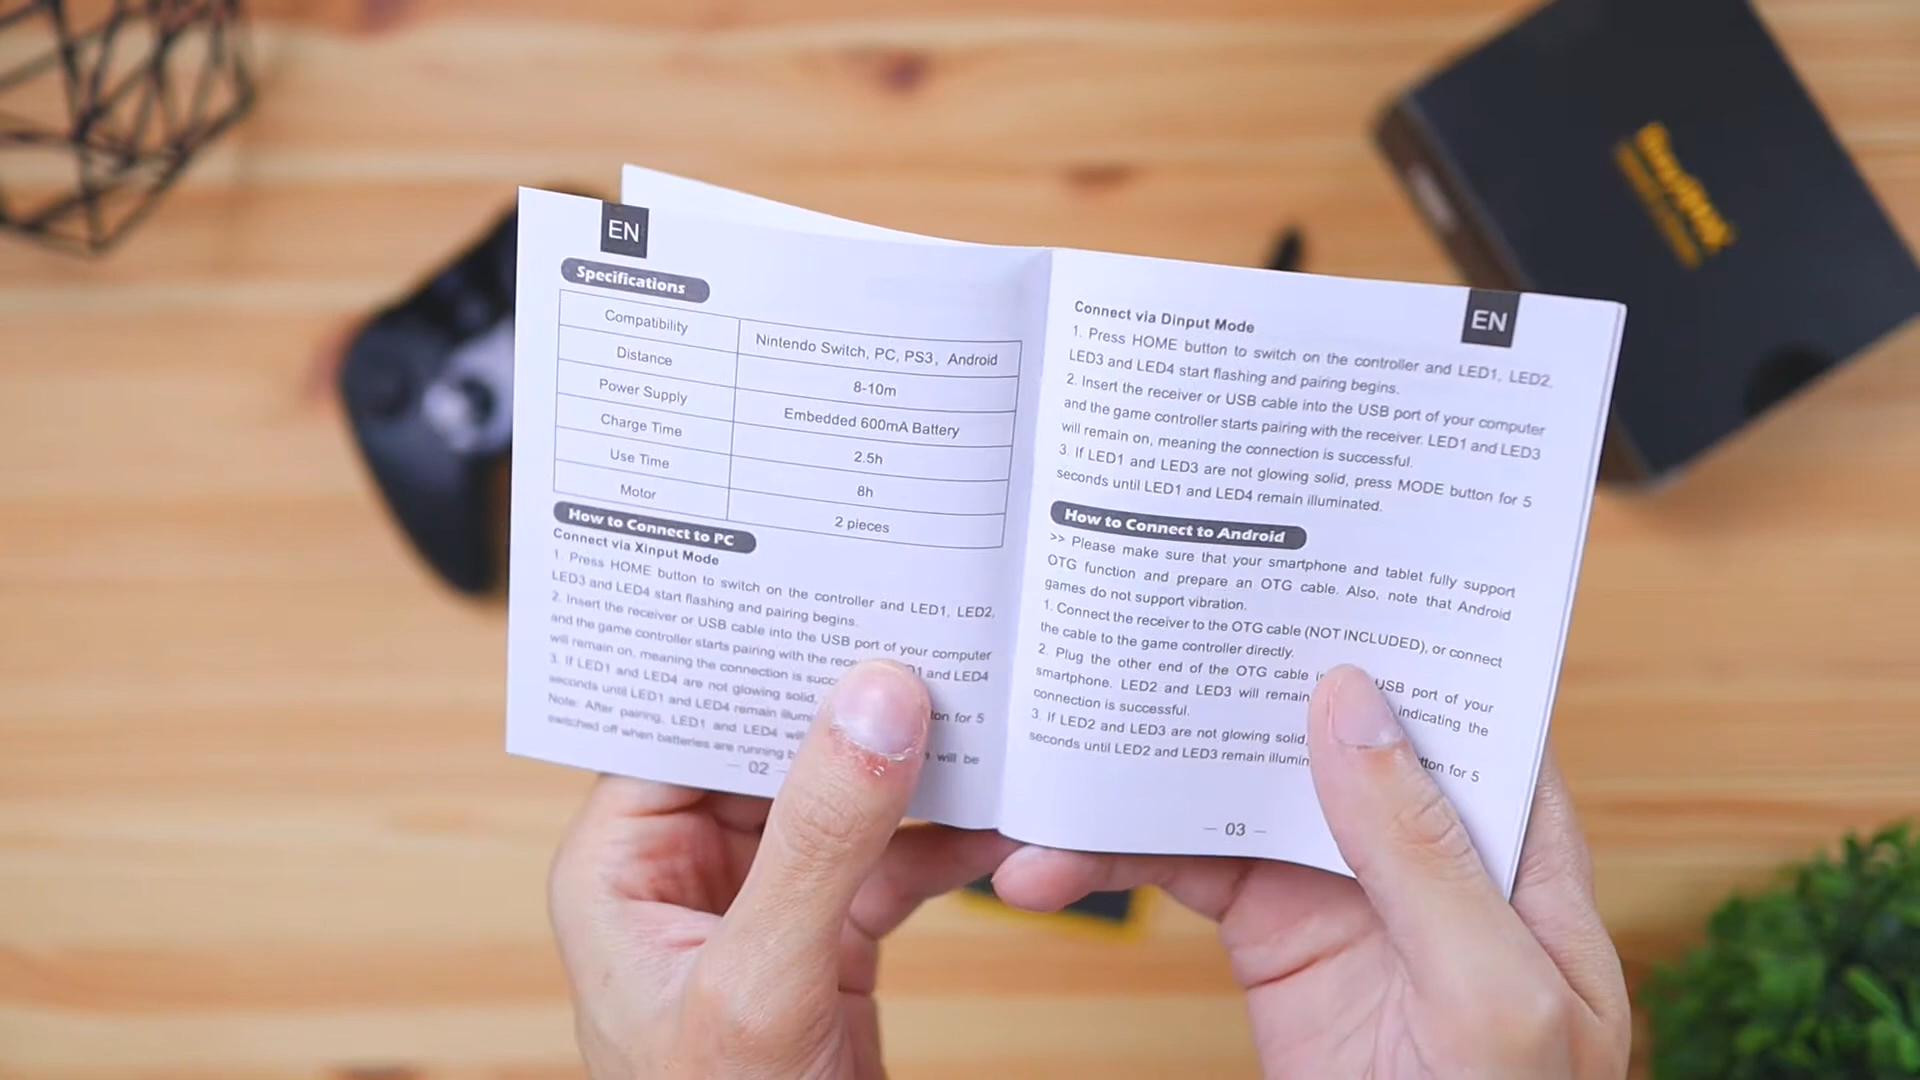 EN
Specifications
Compatibility Nintendo Switch, PC, PS3, Android
Distance 8-10m
Power Supply Embedded 600mA Battery
Charge Time 2.5h
Use Time 8h
Motor 2 pieces
How to Connect to PC
Connect via Xinput Mode
1. Press HOME button to switch on the controller and LED1, LED2,
LED3 and LED4 start flashing and pairing begins.
2. Insert the receiver or USB cable into the USB port of your computer
and the game controller starts pairing with the and LED4
will remain on, meaning the connection is
3. If LED1 and LED4 are not glowing solid, for 5
seconds until LED1 and LED4 remain
Note: After pairing, LED1 and LED4 will be
switched off when batteries are running
— 02 —
EN
Connect via Dinput Mode
1. Press HOME button to switch on the controller and LED1, LED2,
LED3 and LED4 start flashing and pairing begins.
2. Insert the receiver or USB cable into the USB port of your computer
and the game controller starts pairing with the receiver. LED1 and LED3
will remain on, meaning the connection is successful.
3. If LED1 and LED3 are not glowing solid, press MODE button for 5
seconds until LED1 and LED4 remain illuminated.
How to Connect to Android
>> Please make sure that your smartphone and tablet fully support
OTG function and prepare an OTG cable. Also, note that Android
games do not support vibration.
1. Connect the receiver to the OTG cable (NOT INCLUDED), or connect
the cable to the game controller directly.
2. Plug the other end of the OTG cable USB port of your
smartphone. LED2 and LED3 will remain indicating the
connection is successful.
3. If LED2 and LED3 are not glowing solid, for 5
seconds until LED2 and LED3 remain
— 03 —